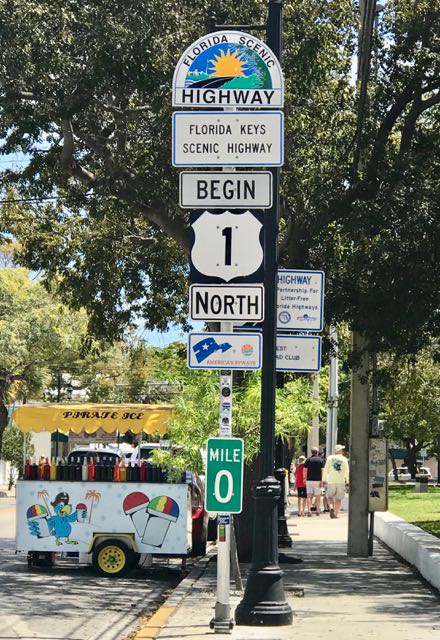 FLORIDA SCENIC
HIGHWAY
FLORIDA KEYS
SCENIC HIGHWAY
BEGIN
1
NORTH
AMERICA'S BYWAYS
HIGHWAY
Partnership For
Litter-Free
Florida Highways
CLUB
PIRATE ICE
MILE
0